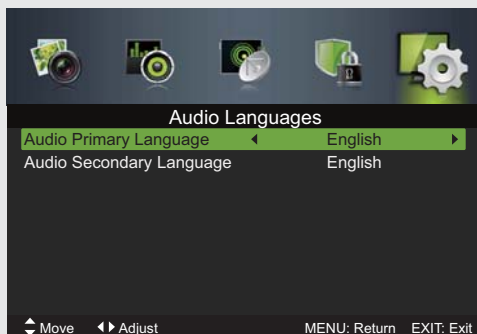 Audio Languages
Audio Primary Language English
Audio Secondary Language English
Move Adjust MENU: Return EXIT: Exit